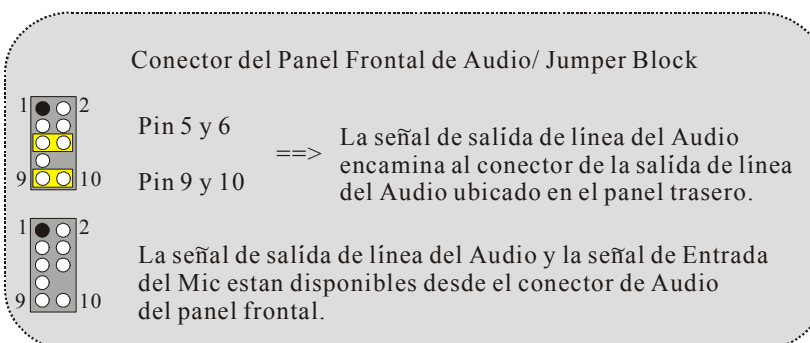 Conector del Panel Frontal de Audio/ Jumper Block
1 2
9 10
Pin 5 y 6
Pin 9 y 10
==>
La señal de salída de línea del Audio
encamina al conector de la salída de línea
del Audio ubicado en el panel trasero.
1 2
9 10
La señal de salída de línea del Audio y la señal de Entrada
del Mic estan disponibles desde el conector de Audio
del panel frontal.